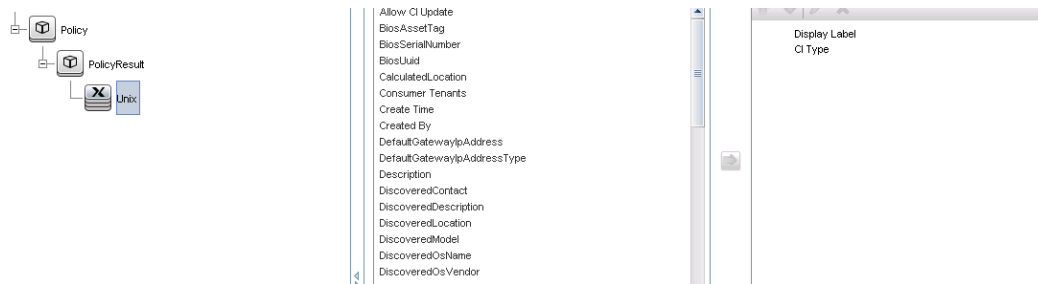 Policy
PolicyResult
Unix
Allow CI Update
BiosAssetTag
BiosSerialNumber
BiosUuid
CalculatedLocation
Consumer Tenants
Create Time
Created By
DefaultGatewayIpAddress
DefaultGatewayIpAddressType
Description
DiscoveredContact
DiscoveredDescription
DiscoveredLocation
DiscoveredModel
DiscoveredOsName
DiscoveredOsVendor
Display Label
CI Type